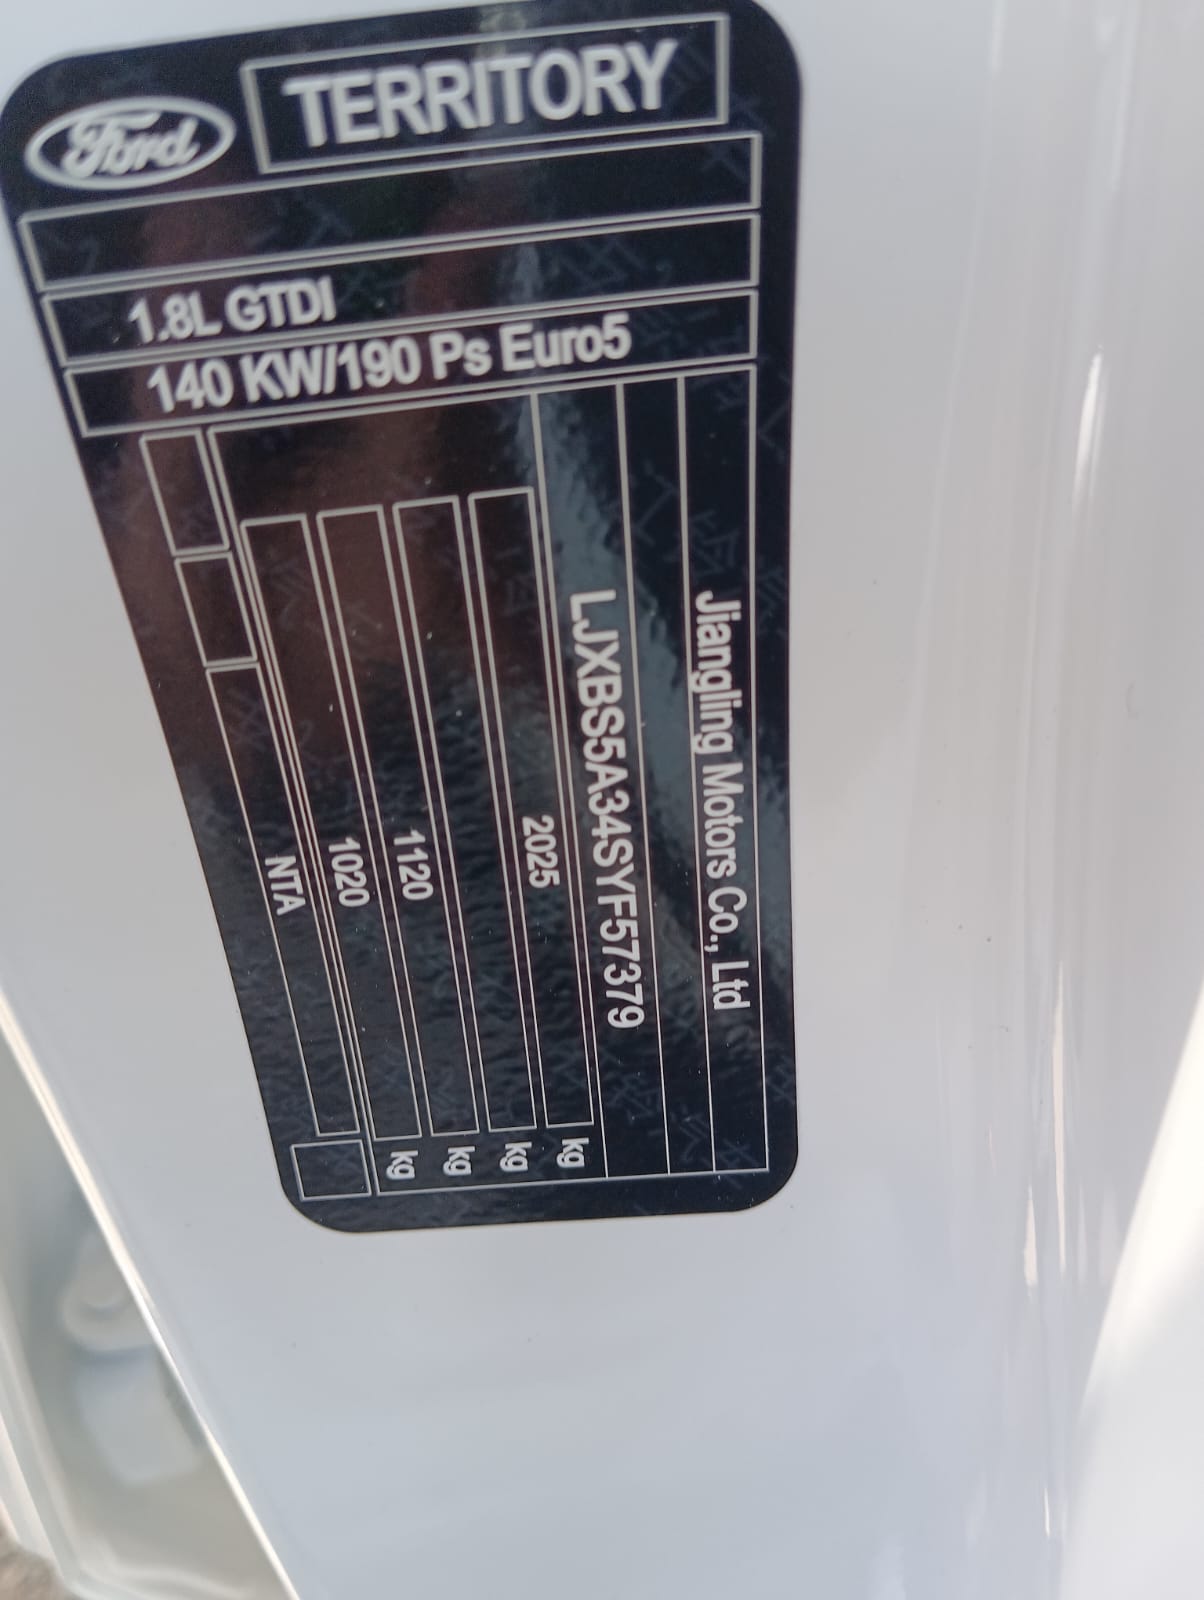 Ford
TERRITORY
1.8L GTDI
140 KW/190 Ps Euro5
Jiangling Motors Co., Ltd
LJXBS5A34SYF57379
2025 kg
kg
1120 kg
1020 kg
NTA